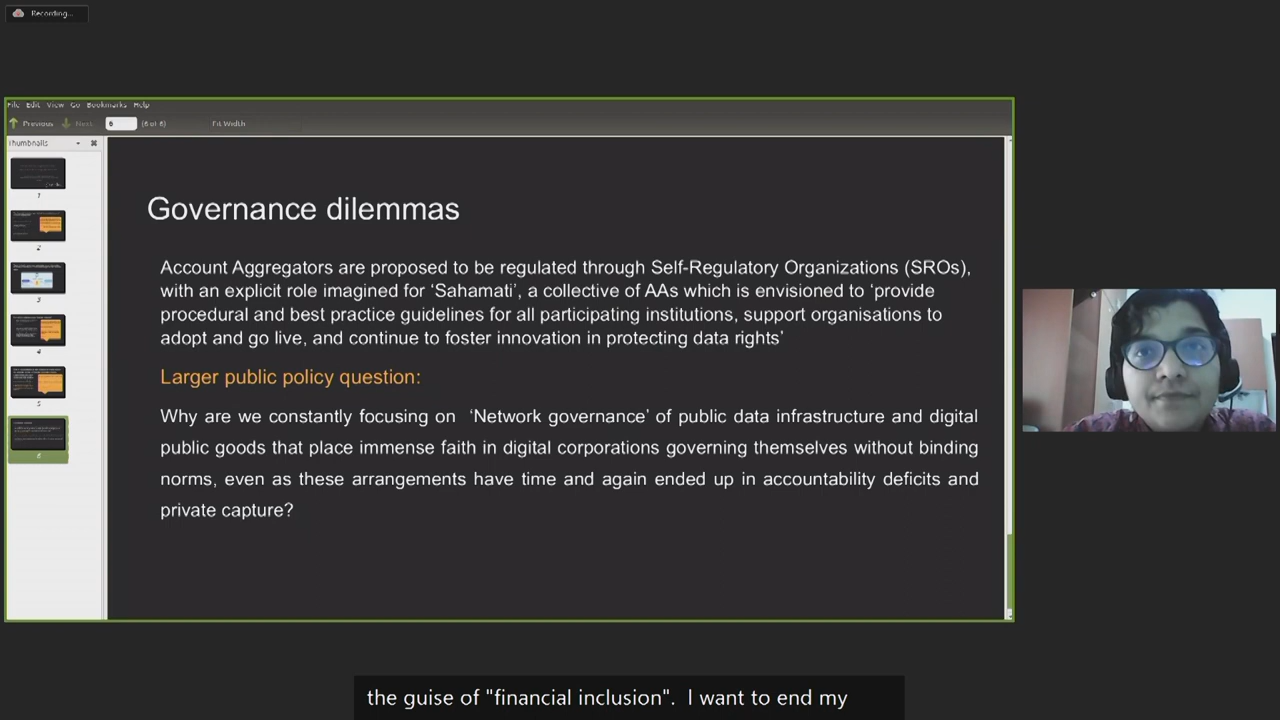 Recording...
File Edit View Go Bookmarks Help
Previous Next 6 (6 of 6) Fit Width
Thumbnails
1
2
3
4
5
6
Governance dilemmas
Account Aggregators are proposed to be regulated through Self-Regulatory Organizations (SROs),
with an explicit role imagined for ‘Sahamati’, a collective of AAs which is envisioned to ‘provide
procedural and best practice guidelines for all participating institutions, support organisations to
adopt and go live, and continue to foster innovation in protecting data rights’
Larger public policy question:
Why are we constantly focusing on ‘Network governance’ of public data infrastructure and digital
public goods that place immense faith in digital corporations governing themselves without binding
norms, even as these arrangements have time and again ended up in accountability deficits and
private capture?
the guise of "financial inclusion". I want to end my